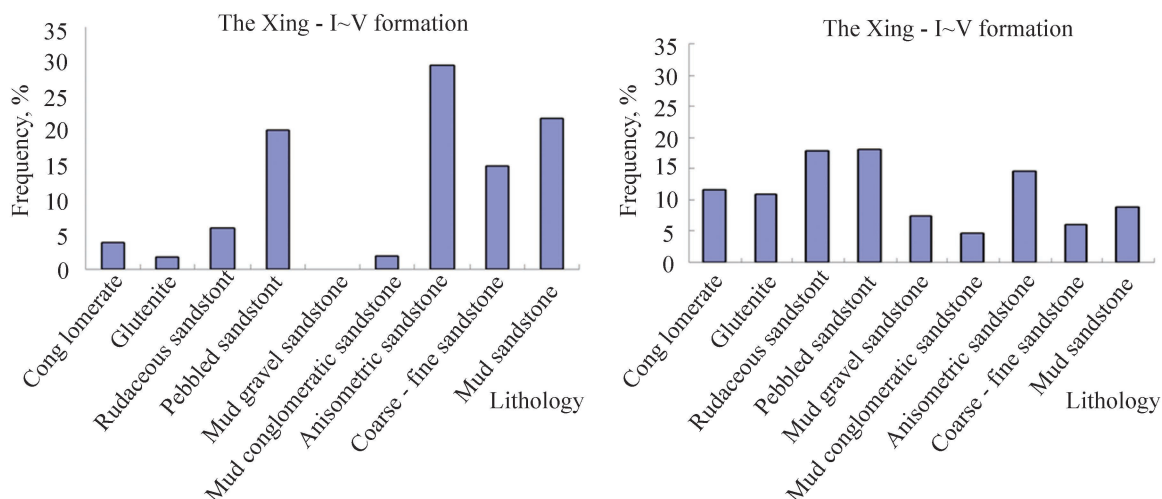 The Xing - I~V formation
Frequency, %
35
30
25
20
15
10
5
0
Cong lomerate
Glutenite
Rudaceous sandstont
Pebbled sandstont
Mud gravel sandstone
Mud conglomeratic sandstone
Anisometric sandstone
Coarse - fine sandstone
Mud sandstone
Lithology
The Xing - I~V formation
Frequency, %
35
30
25
20
15
10
5
0
Cong lomerate
Glutenite
Rudaceous sandstont
Pebbled sandstont
Mud gravel sandstone
Mud conglomeratic sandstone
Anisometric sandstone
Coarse - fine sandstone
Mud sandstone
Lithology